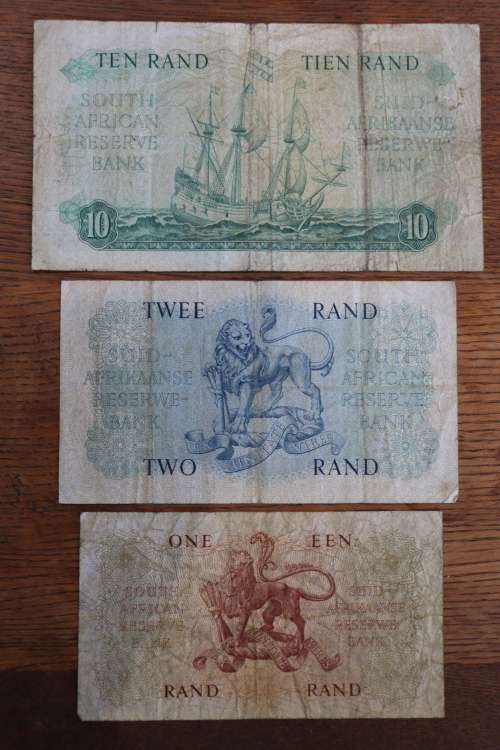 TEN RAND TIEN RAND
SOUTH SUID-
AFRICAN AFRIKAANSE
RESERVE RESERWE-
BANK BANK
10 10
TWEE RAND
SUID- SOUTH
AFRIKAANSE AFRICAN
RESERWE- RESERVE
BANK BANK
TWO RAND
ONE EEN
SOUTH SUID-
AFRICAN AFRIKAANSE
RESERVE RESERWE-
BANK BANK
RAND RAND